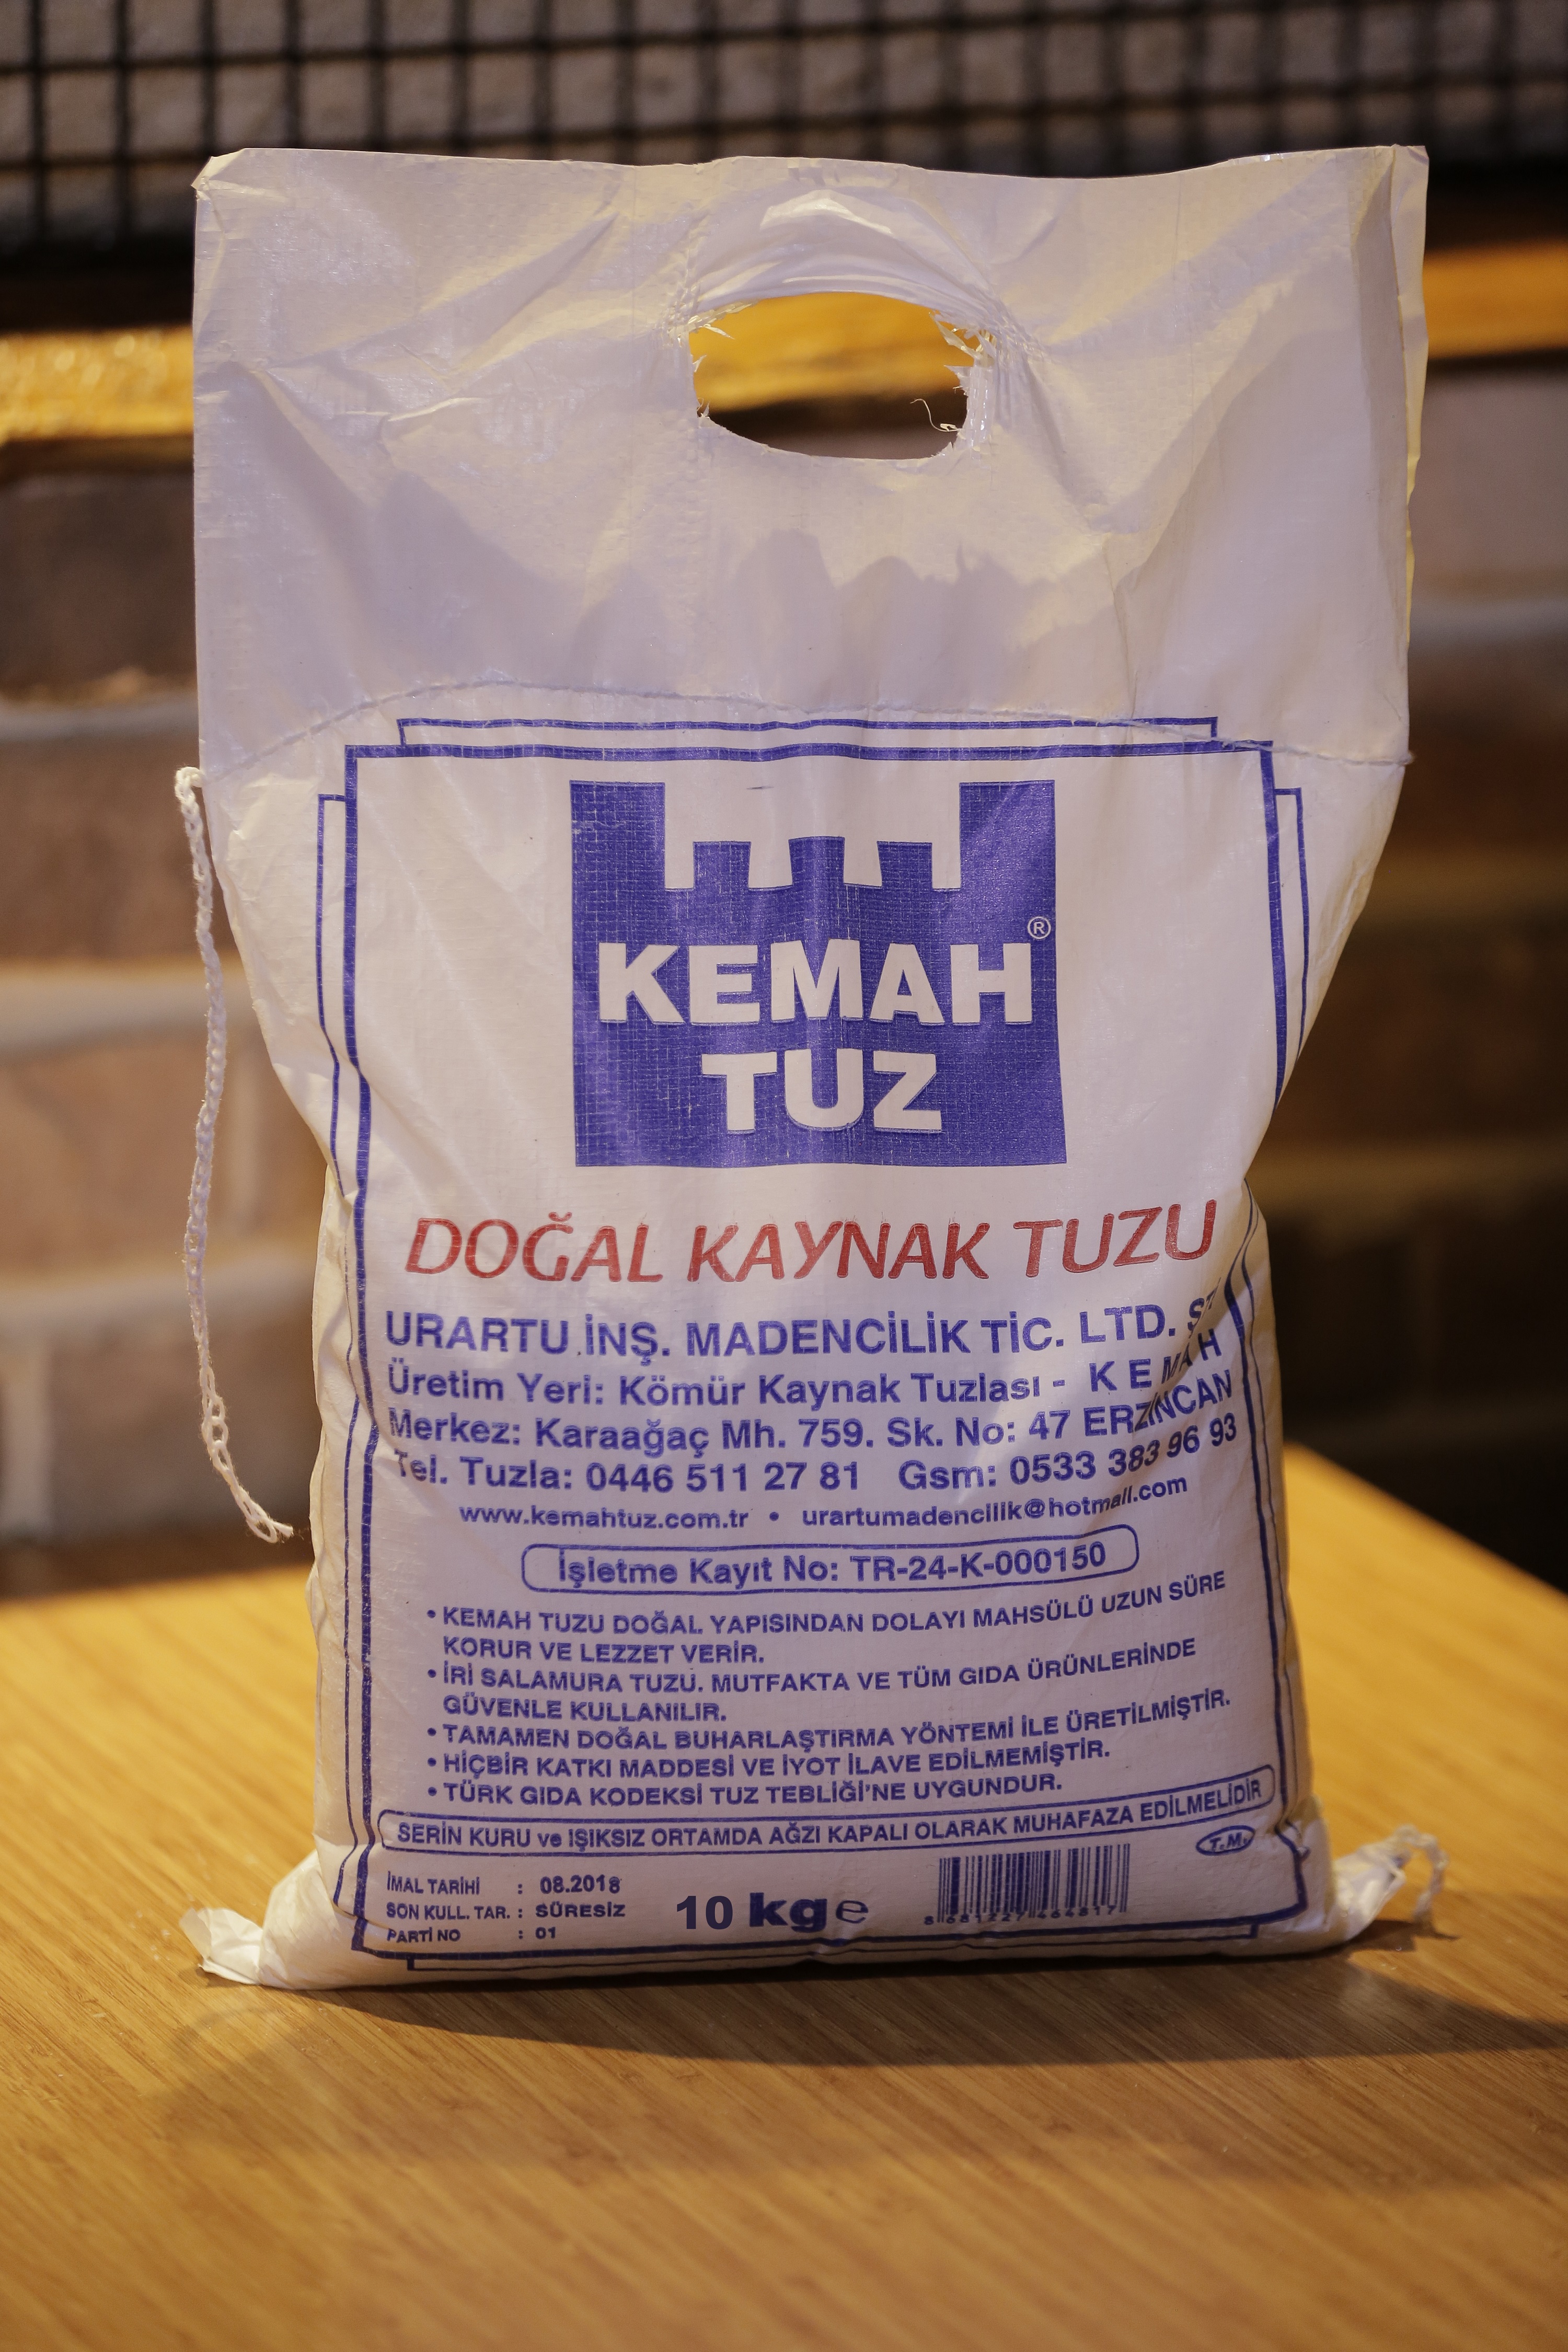 KEMAH
®
TUZ
DOĞAL KAYNAK TUZU
URARTU İNŞ. MADENCİLİK TİC. LTD.
Üretim Yeri: Kömür Kaynak Tuzlası - K E M A H
Merkez: Karaağaç Mh. 759. Sk. No: 47 ERZİNCAN
Tel. Tuzla: 0446 511 27 81 Gsm: 0533 383 96 93
www.kemahtuz.com.tr • urartumadencilik@hotmail.com
İşletme Kayıt No: TR-24-K-000150
• KEMAH TUZU DOĞAL YAPISINDAN DOLAYI MAHSÜLÜ UZUN SÜRE
KORUR VE LEZZET VERİR.
• İRİ SALAMURA TUZU. MUTFAKTA VE TÜM GIDA ÜRÜNLERİNDE
GÜVENLE KULLANILIR.
• TAMAMEN DOĞAL BUHARLAŞTIRMA YÖNTEMİ İLE ÜRETİLMİŞTİR.
• HİÇBİR KATKI MADDESİ VE İYOT İLAVE EDİLMEMİŞTİR.
• TÜRK GIDA KODEKSİ TUZ TEBLİĞİ'NE UYGUNDUR.
SERİN KURU ve IŞIKSIZ ORTAMDA AĞZI KAPALI OLARAK MUHAFAZA EDİLMELİDİR
T.M.
İMAL TARİHİ : 08.2018
SON KULL. TAR. : SÜRESİZ
PARTİ NO : 01
10 kg e